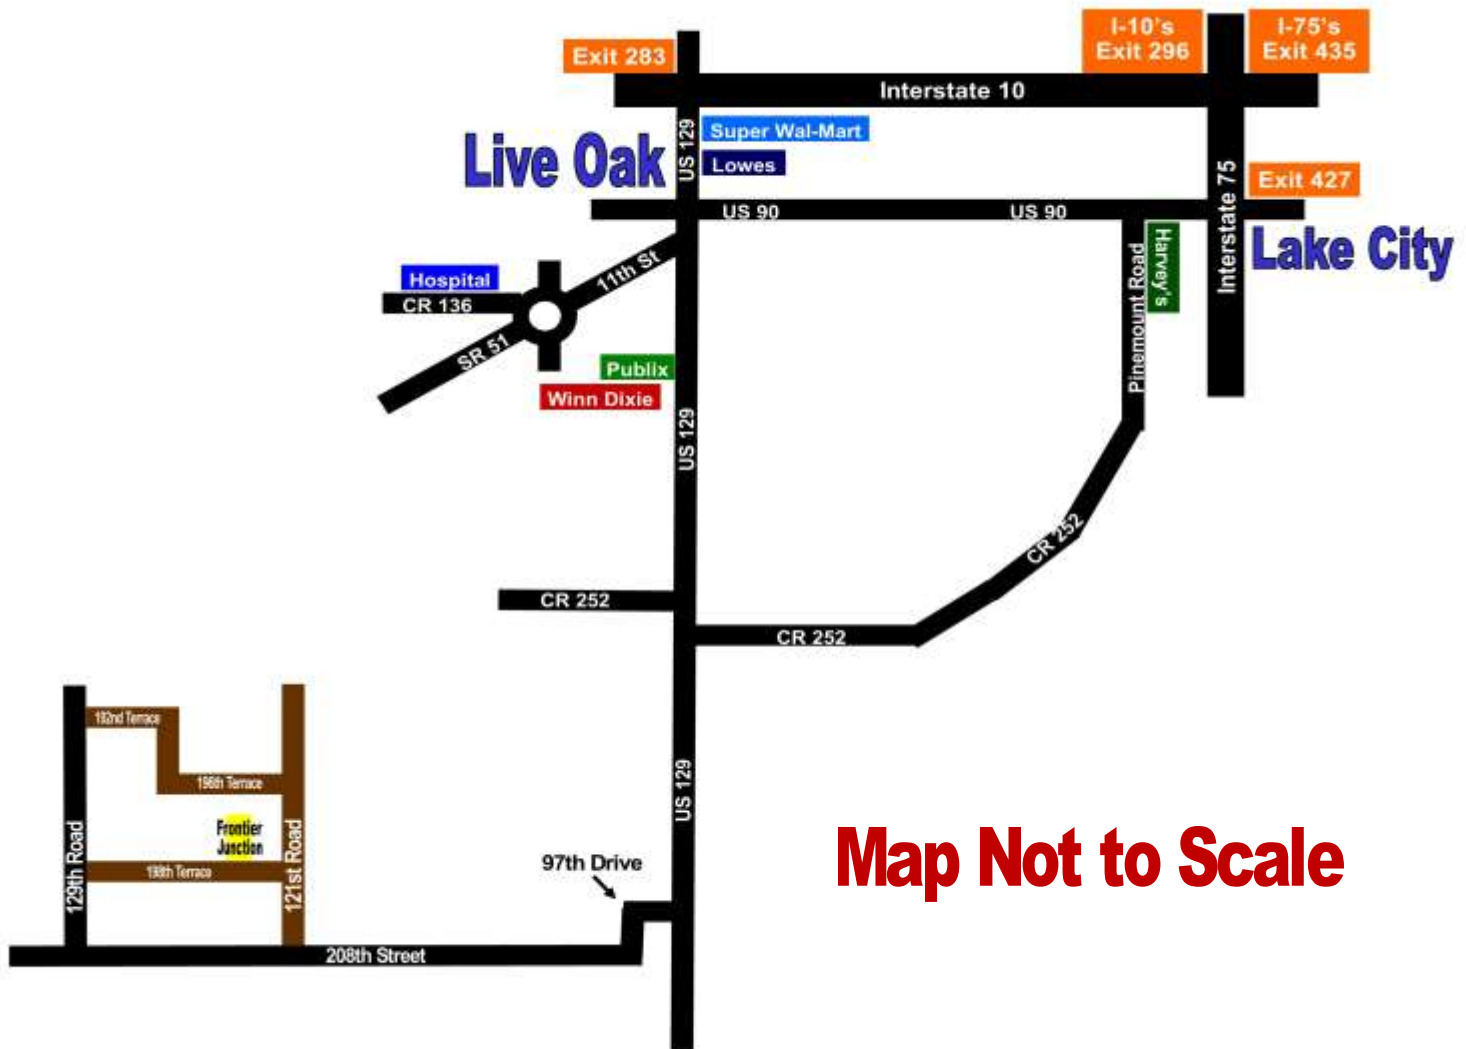 I-10's
Exit 296
I-75's
Exit 435
Exit 283
Interstate 10
US 129
Super Wal-Mart
Live Oak
Lowes
Interstate 75
Exit 427
US 90
US 90
Lake City
Harvey's
Pinemount Road
11th St
Hospital
CR 136
SR 51
Publix
Winn Dixie
US 129
CR 252
CR 252
CR 252
192nd Terrace
196th Terrace
US 129
Frontier
Junction
129th Road
121st Road
198th Terrace
97th Drive
Map Not to Scale
208th Street